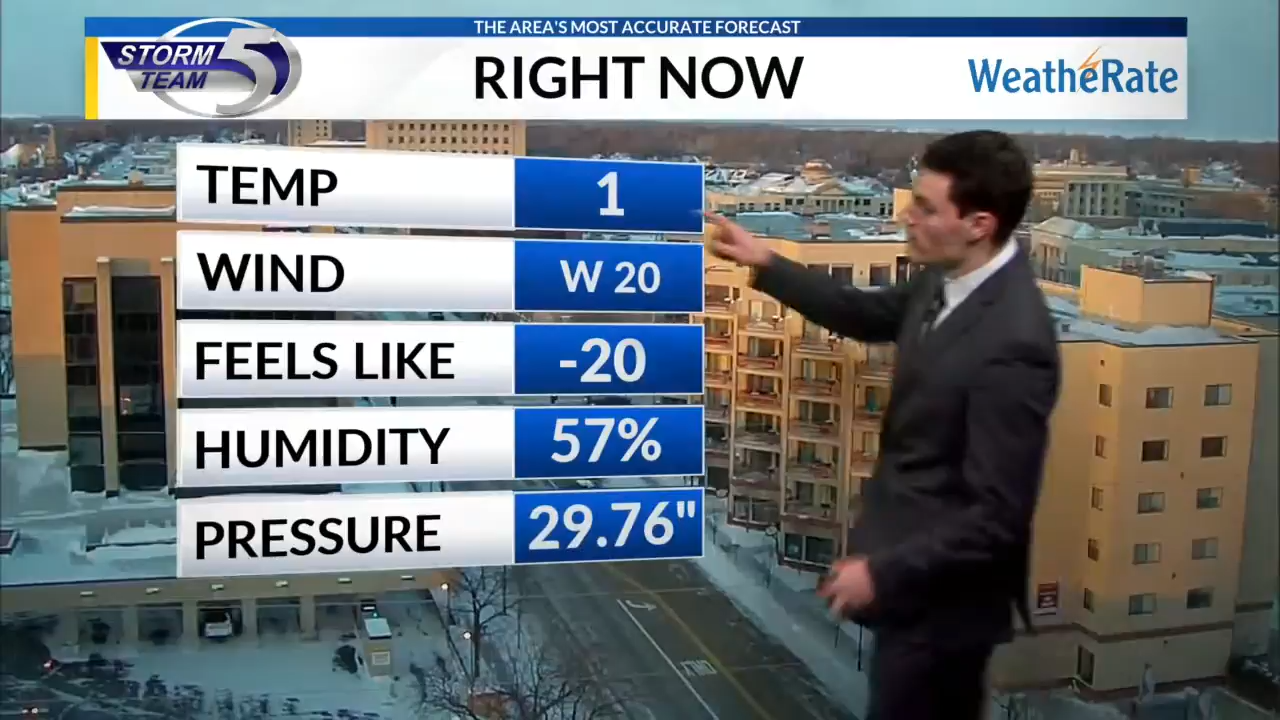 THE AREA'S MOST ACCURATE FORECAST
STORM
TEAM
5
RIGHT NOW
WeatheRate
TEMP 1
WIND W 20
FEELS LIKE -20
HUMIDITY 57%
PRESSURE 29.76"
ONLY